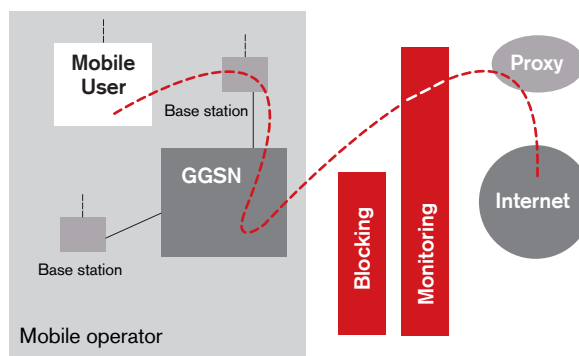 Mobile
User
Base station
GGSN
Base station
Mobile operator
Blocking
Monitoring
Proxy
Internet